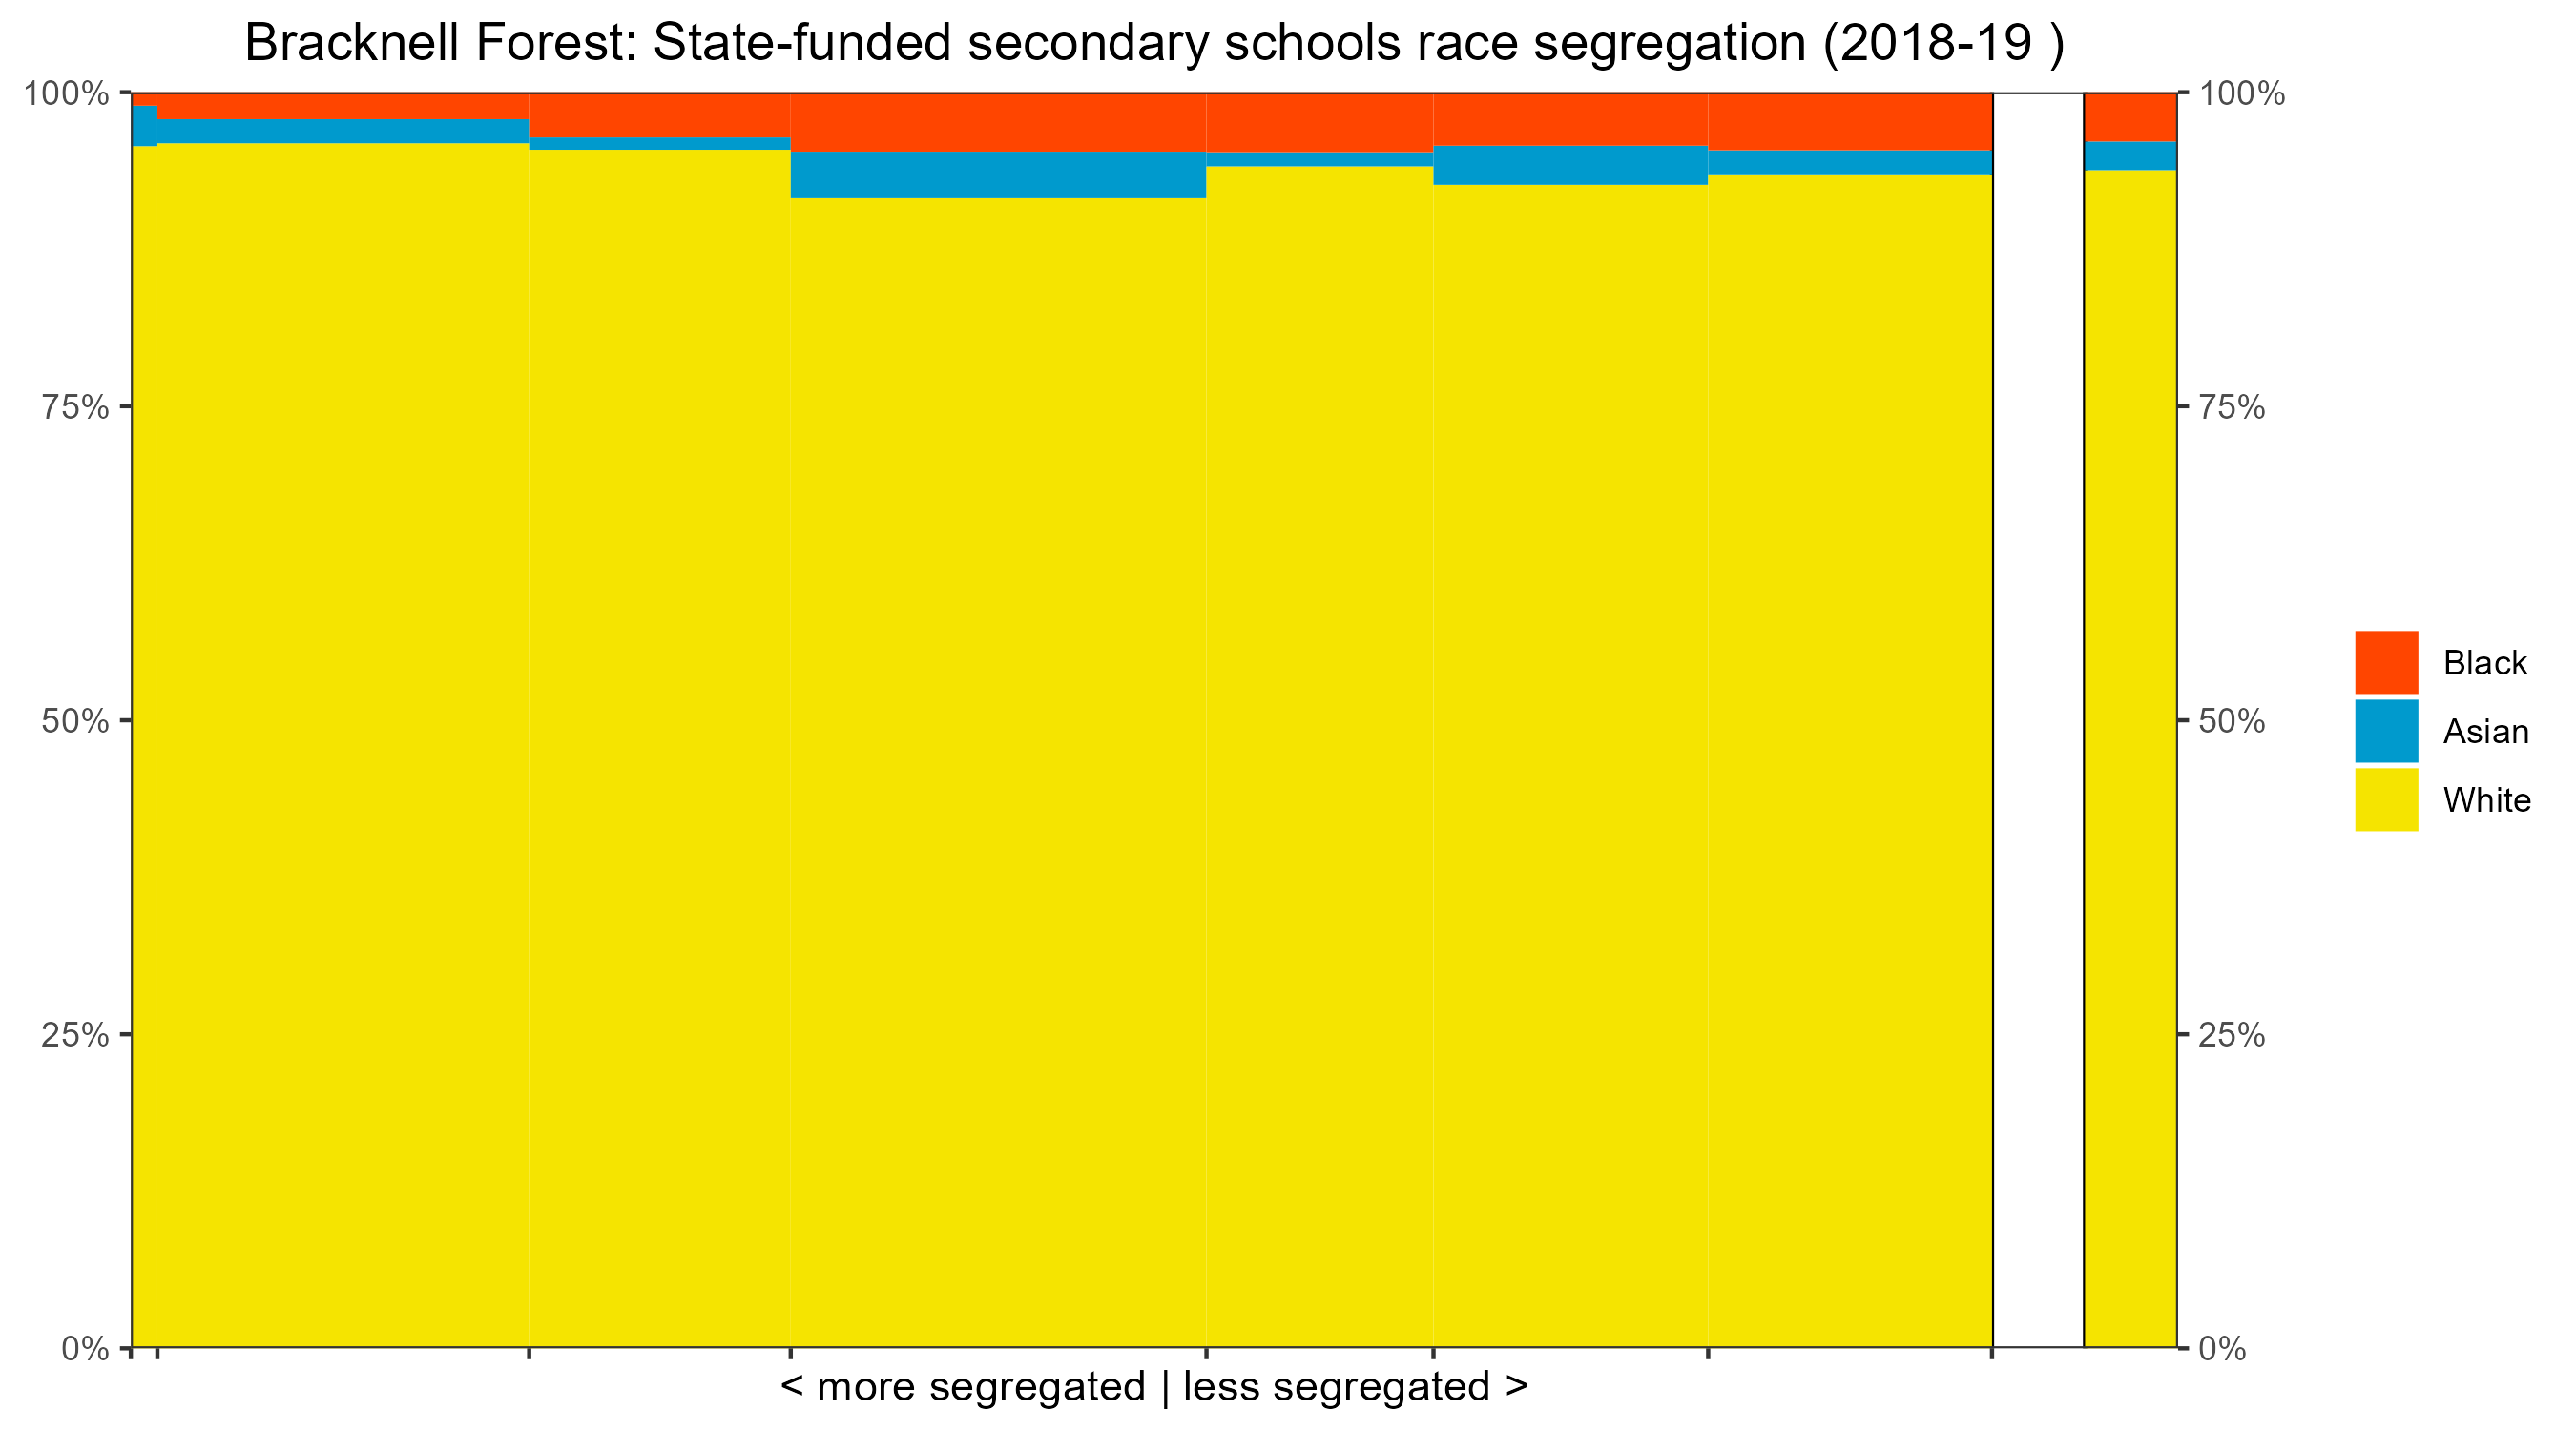 Bracknell Forest: State-funded secondary schools race segregation (2018-19 )
100%
75%
50%
25%
0%
100%
75%
50%
25%
0%
Black
Asian
White
< more segregated | less segregated >